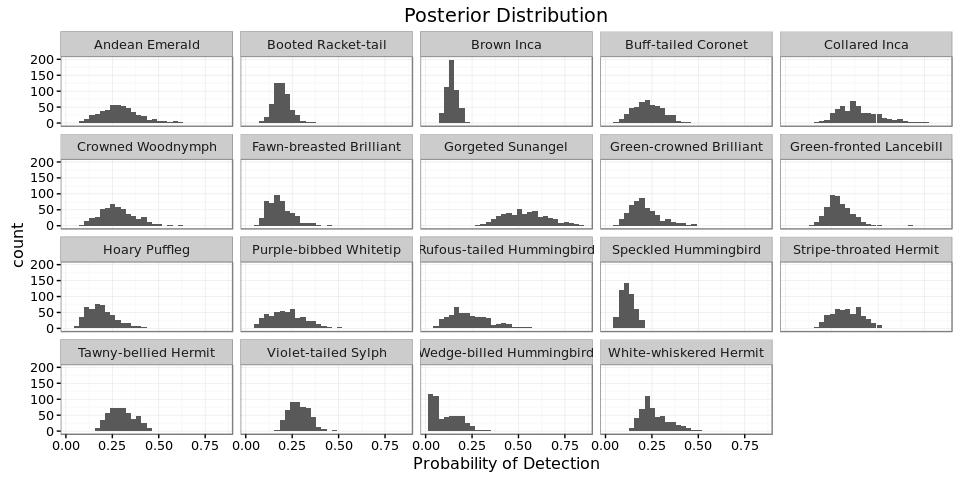 Posterior Distribution
Andean Emerald Booted Racket-tail Brown Inca Buff-tailed Coronet Collared Inca
200
150
100
50
0
Crowned Woodnymph Fawn-breasted Brilliant Gorgeted Sunangel Green-crowned Brilliant Green-fronted Lancebill
200
150
100
50
0
count
Hoary Puffleg Purple-bibbed Whitetip Rufous-tailed Hummingbird Speckled Hummingbird Stripe-throated Hermit
200
150
100
50
0
Tawny-bellied Hermit Violet-tailed Sylph Wedge-billed Hummingbird White-whiskered Hermit
200
150
100
50
0
0.00 0.25 0.50 0.75 0.00 0.25 0.50 0.75 0.00 0.25 0.50 0.75 0.00 0.25 0.50 0.75
Probability of Detection